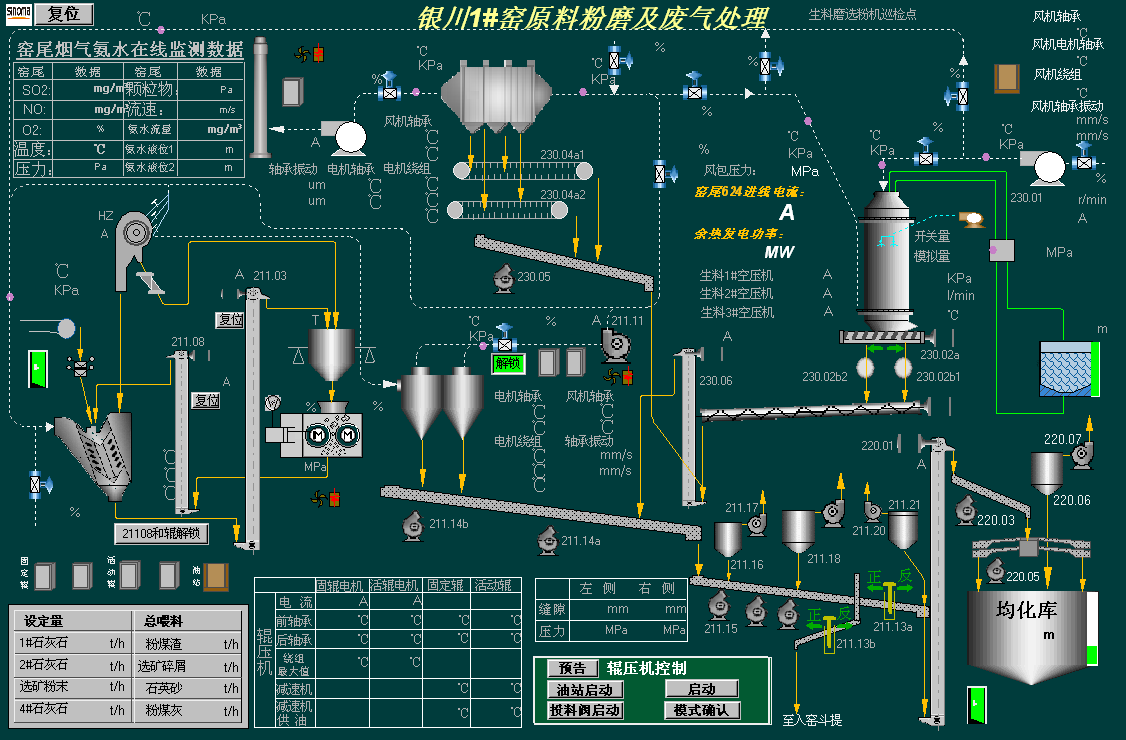 sinoma 复位
银川1#窑原料粉磨及废气处理
生料磨选粉机巡检点
℃ KPa
窑尾烟气氨水在线监测数据
窑尾 数据 窑尾 数据
SO2: mg/m 颗粒物: Pa
NO: mg/m 流速: m/s
O2: % 氨水流量 mg/m³
温度: ℃ 氨水液位1 m
压力: Pa 氨水液位2 m
℃
KPa
%
A
轴承振动
um
um
电机轴承
℃
℃
电机绕组
℃
℃
℃
风机轴承
℃
℃
230.04a1
230.04a2
230.05
℃
KPa
%
%
%
%
风包压力: MPa
窑尾624进线电流:
A
余热发电功率:
MW
生料1#空压机 A
生料2#空压机 A
生料3#空压机 A
℃
KPa
℃
KPa
%
℃
KPa
%
风机轴承
℃
风机电机轴承
℃
风机绕组
℃
风机轴承振动
mm/s
mm/s
230.01
%
r/min
A
开关量
模拟量
MPa
KPa
l/min
℃
m
230.02a
230.02b2
230.02b1
230.06
A
HZ
A
℃
KPa
A 211.03
复位
211.08
A
复位
T
% %
M M
MPa
℃
℃
℃
%
21108和辊解锁
℃
KPa
%
A 211.11
解锁
电机轴承
℃
℃
风机轴承
℃
℃
电机绕组
℃
℃
℃
轴承振动
mm/s
mm/s
211.14b
211.14a
211.17
211.16
211.18
211.20
211.21
211.15
正 反
211.13a
正 反
211.13b
至入窑斗提
220.01
A
220.03
220.05
220.07
220.06
均化库
m
固定辊
活动辊
油站
设定量 总喂料
1#石灰石 t/h 粉煤渣 t/h
2#石灰石 t/h 选矿碎屑 t/h
选矿粉末 t/h 石英砂 t/h
4#石灰石 t/h 粉煤灰 t/h
辊压机
固辊电机 活辊电机 固定辊 活动辊
电 流 A A
前轴承 ℃ ℃ ℃ ℃
后轴承 ℃ ℃ ℃ ℃
绕组最大值 ℃ ℃
减速机 ℃ ℃
减速机供 油 ℃ ℃
左 侧 右 侧
缝隙 mm mm
压力 MPa MPa
预告 辊压机控制
油站启动 启动
投料阀启动 模式确认